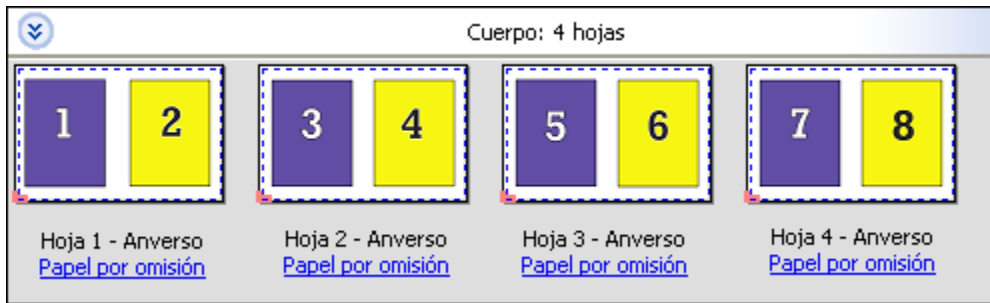 Cuerpo: 4 hojas
1 2 3 4 5 6 7 8
Hoja 1 - Anverso Hoja 2 - Anverso Hoja 3 - Anverso Hoja 4 - Anverso
Papel por omisión Papel por omisión Papel por omisión Papel por omisión